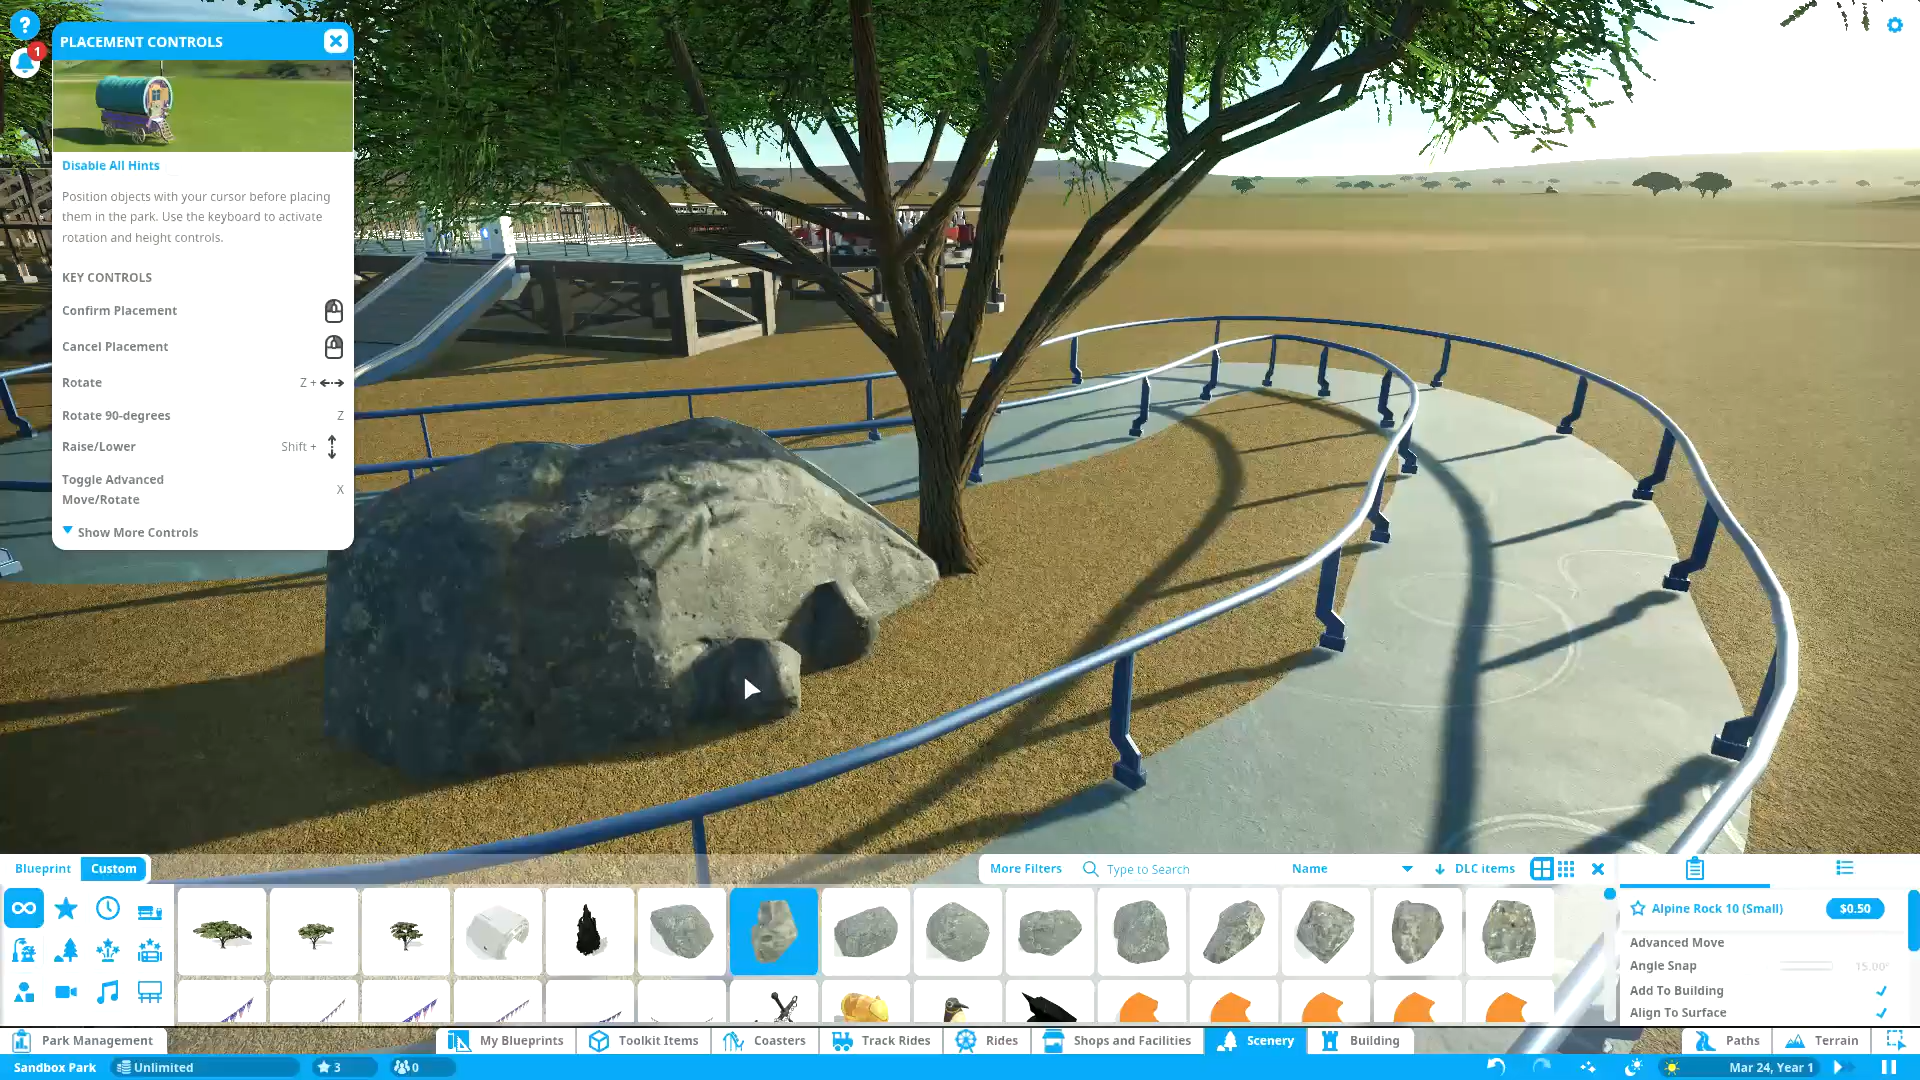 ?
1
PLACEMENT CONTROLS
Disable All Hints
Position objects with your cursor before placing
them in the park. Use the keyboard to activate
rotation and height controls.
KEY CONTROLS
Confirm Placement
Cancel Placement
Rotate Z +
Rotate 90-degrees Z
Raise/Lower Shift +
Toggle Advanced
Move/Rotate X
Show More Controls
Blueprint Custom
More Filters Type to Search Name DLC items
Alpine Rock 10 (Small) $0.50
Advanced Move
Angle Snap 15.00°
Add To Building
Align To Surface
Park Management My Blueprints Toolkit Items Coasters Track Rides Rides Shops and Facilities Scenery Building Paths Terrain
Sandbox Park Unlimited 3 0 Mar 24, Year 1